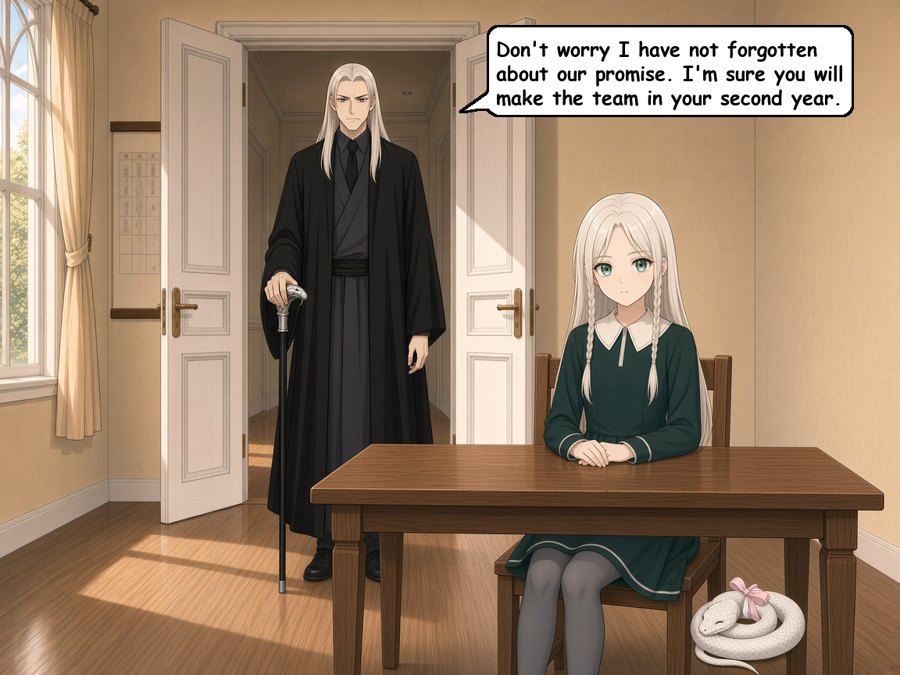 Don't worry I have not forgotten
about our promise. I'm sure you will
make the team in your second year.